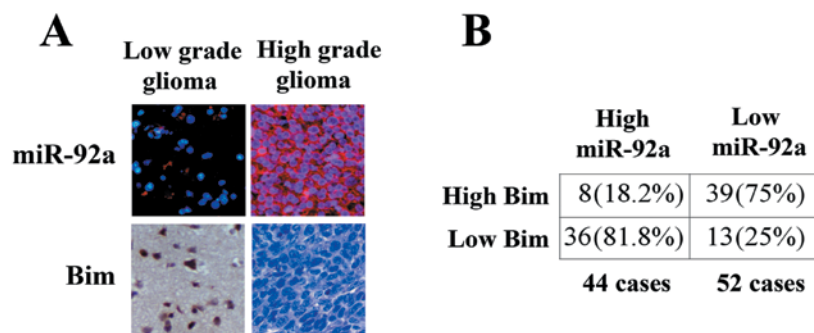 A
Low grade glioma
High grade glioma
miR-92a
Bim
B
High miR-92a
Low miR-92a
High Bim
8(18.2%)
39(75%)
Low Bim
36(81.8%)
13(25%)
44 cases
52 cases